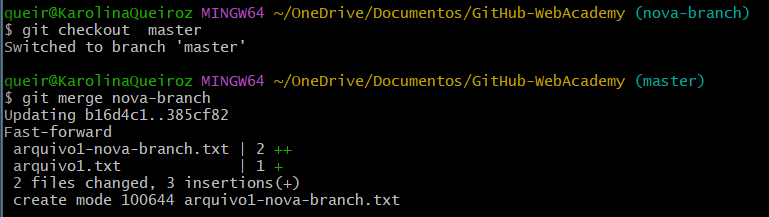 queir@KarolinaQueiroz MINGW64 ~/OneDrive/Documentos/GitHub-WebAcademy (nova-branch)
$ git checkout  master
Switched to branch 'master'

queir@KarolinaQueiroz MINGW64 ~/OneDrive/Documentos/GitHub-WebAcademy (master)
$ git merge nova-branch
Updating b16d4c1..385cf82
Fast-forward
 arquivo1-nova-branch.txt | 2 ++
 arquivo1.txt             | 1 +
 2 files changed, 3 insertions(+)
 create mode 100644 arquivo1-nova-branch.txt